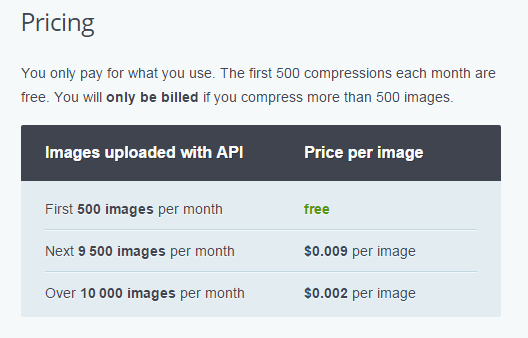 Pricing
You only pay for what you use. The first 500 compressions each month are
free. You will only be billed if you compress more than 500 images.
Images uploaded with API Price per image
First 500 images per month free
Next 9 500 images per month $0.009 per image
Over 10 000 images per month $0.002 per image